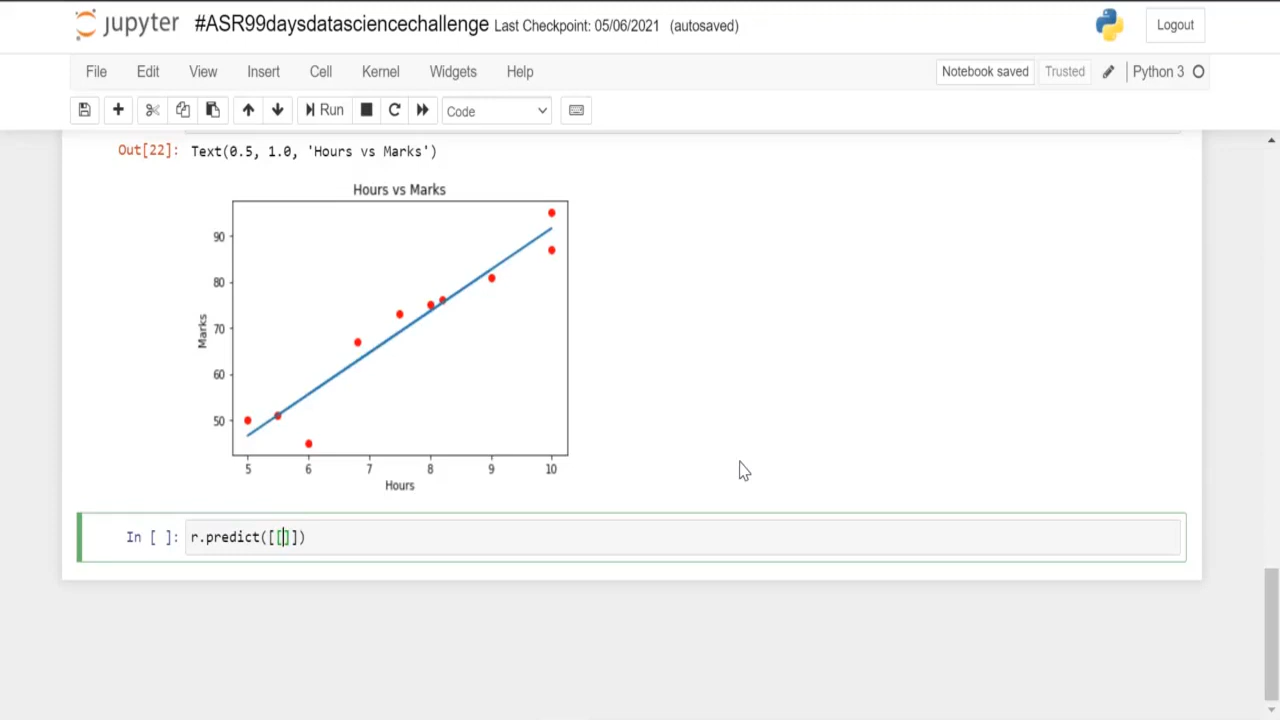 jupyter #ASR99daysdatasciencechallenge Last Checkpoint: 05/06/2021 (autosaved) Logout
File Edit View Insert Cell Kernel Widgets Help Notebook saved Trusted Python 3
Run Code
Out[22]: Text(0.5, 1.0, 'Hours vs Marks')
Hours vs Marks
90
80
70
60
50
Marks
5 6 7 8 9 10
Hours
In [ ]: r.predict([[]])